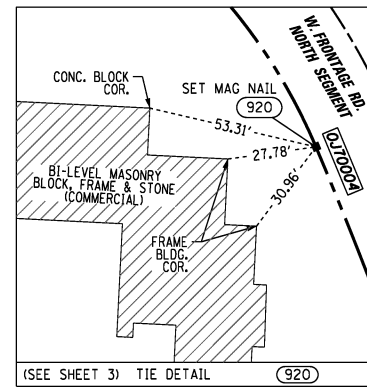 W. FRONTAGE RD.
NORTH SEGMENT
CONC. BLOCK
COR.
SET MAG NAIL
920
53.31'
27.78'
30.96'
0J70004
BI-LEVEL MASONRY
BLOCK, FRAME & STONE
(COMMERCIAL)
FRAME
BLDG.
COR.
(SEE SHEET 3) TIE DETAIL 920